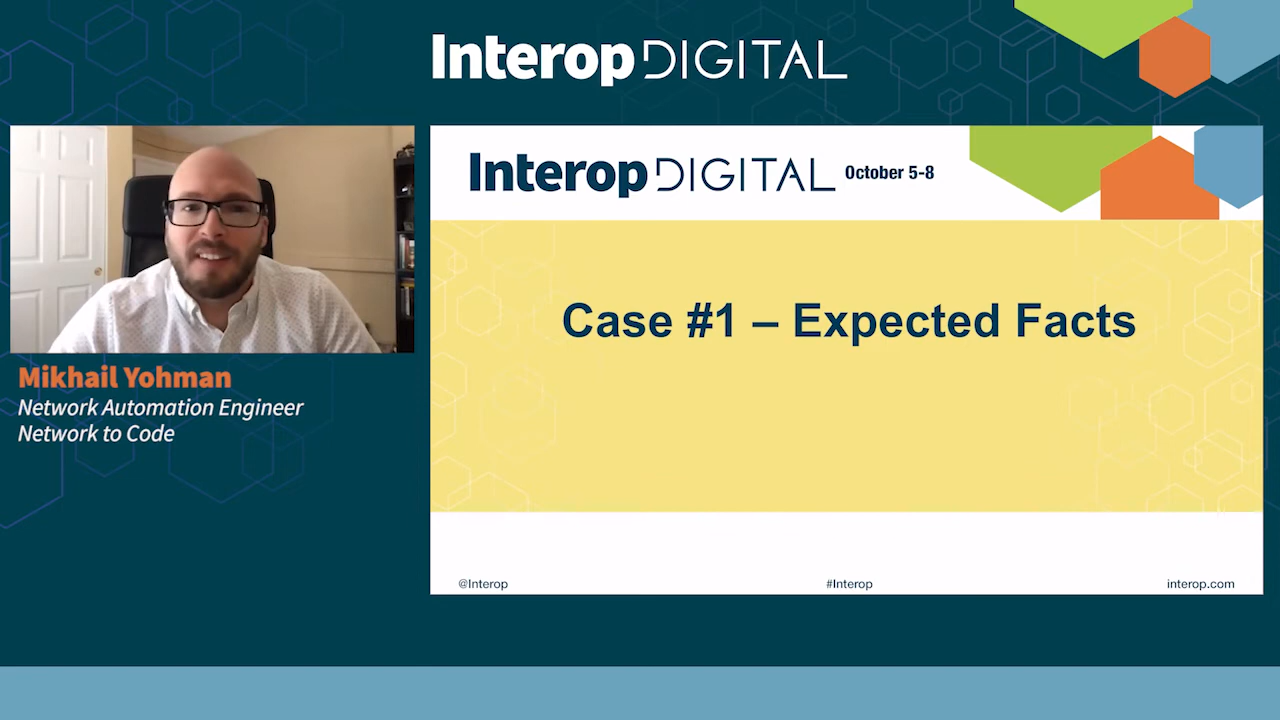 Interop DIGITAL
Mikhail Yohman
Network Automation Engineer
Network to Code
Interop DIGITAL October 5-8
Case #1 – Expected Facts
@Interop #Interop interop.com